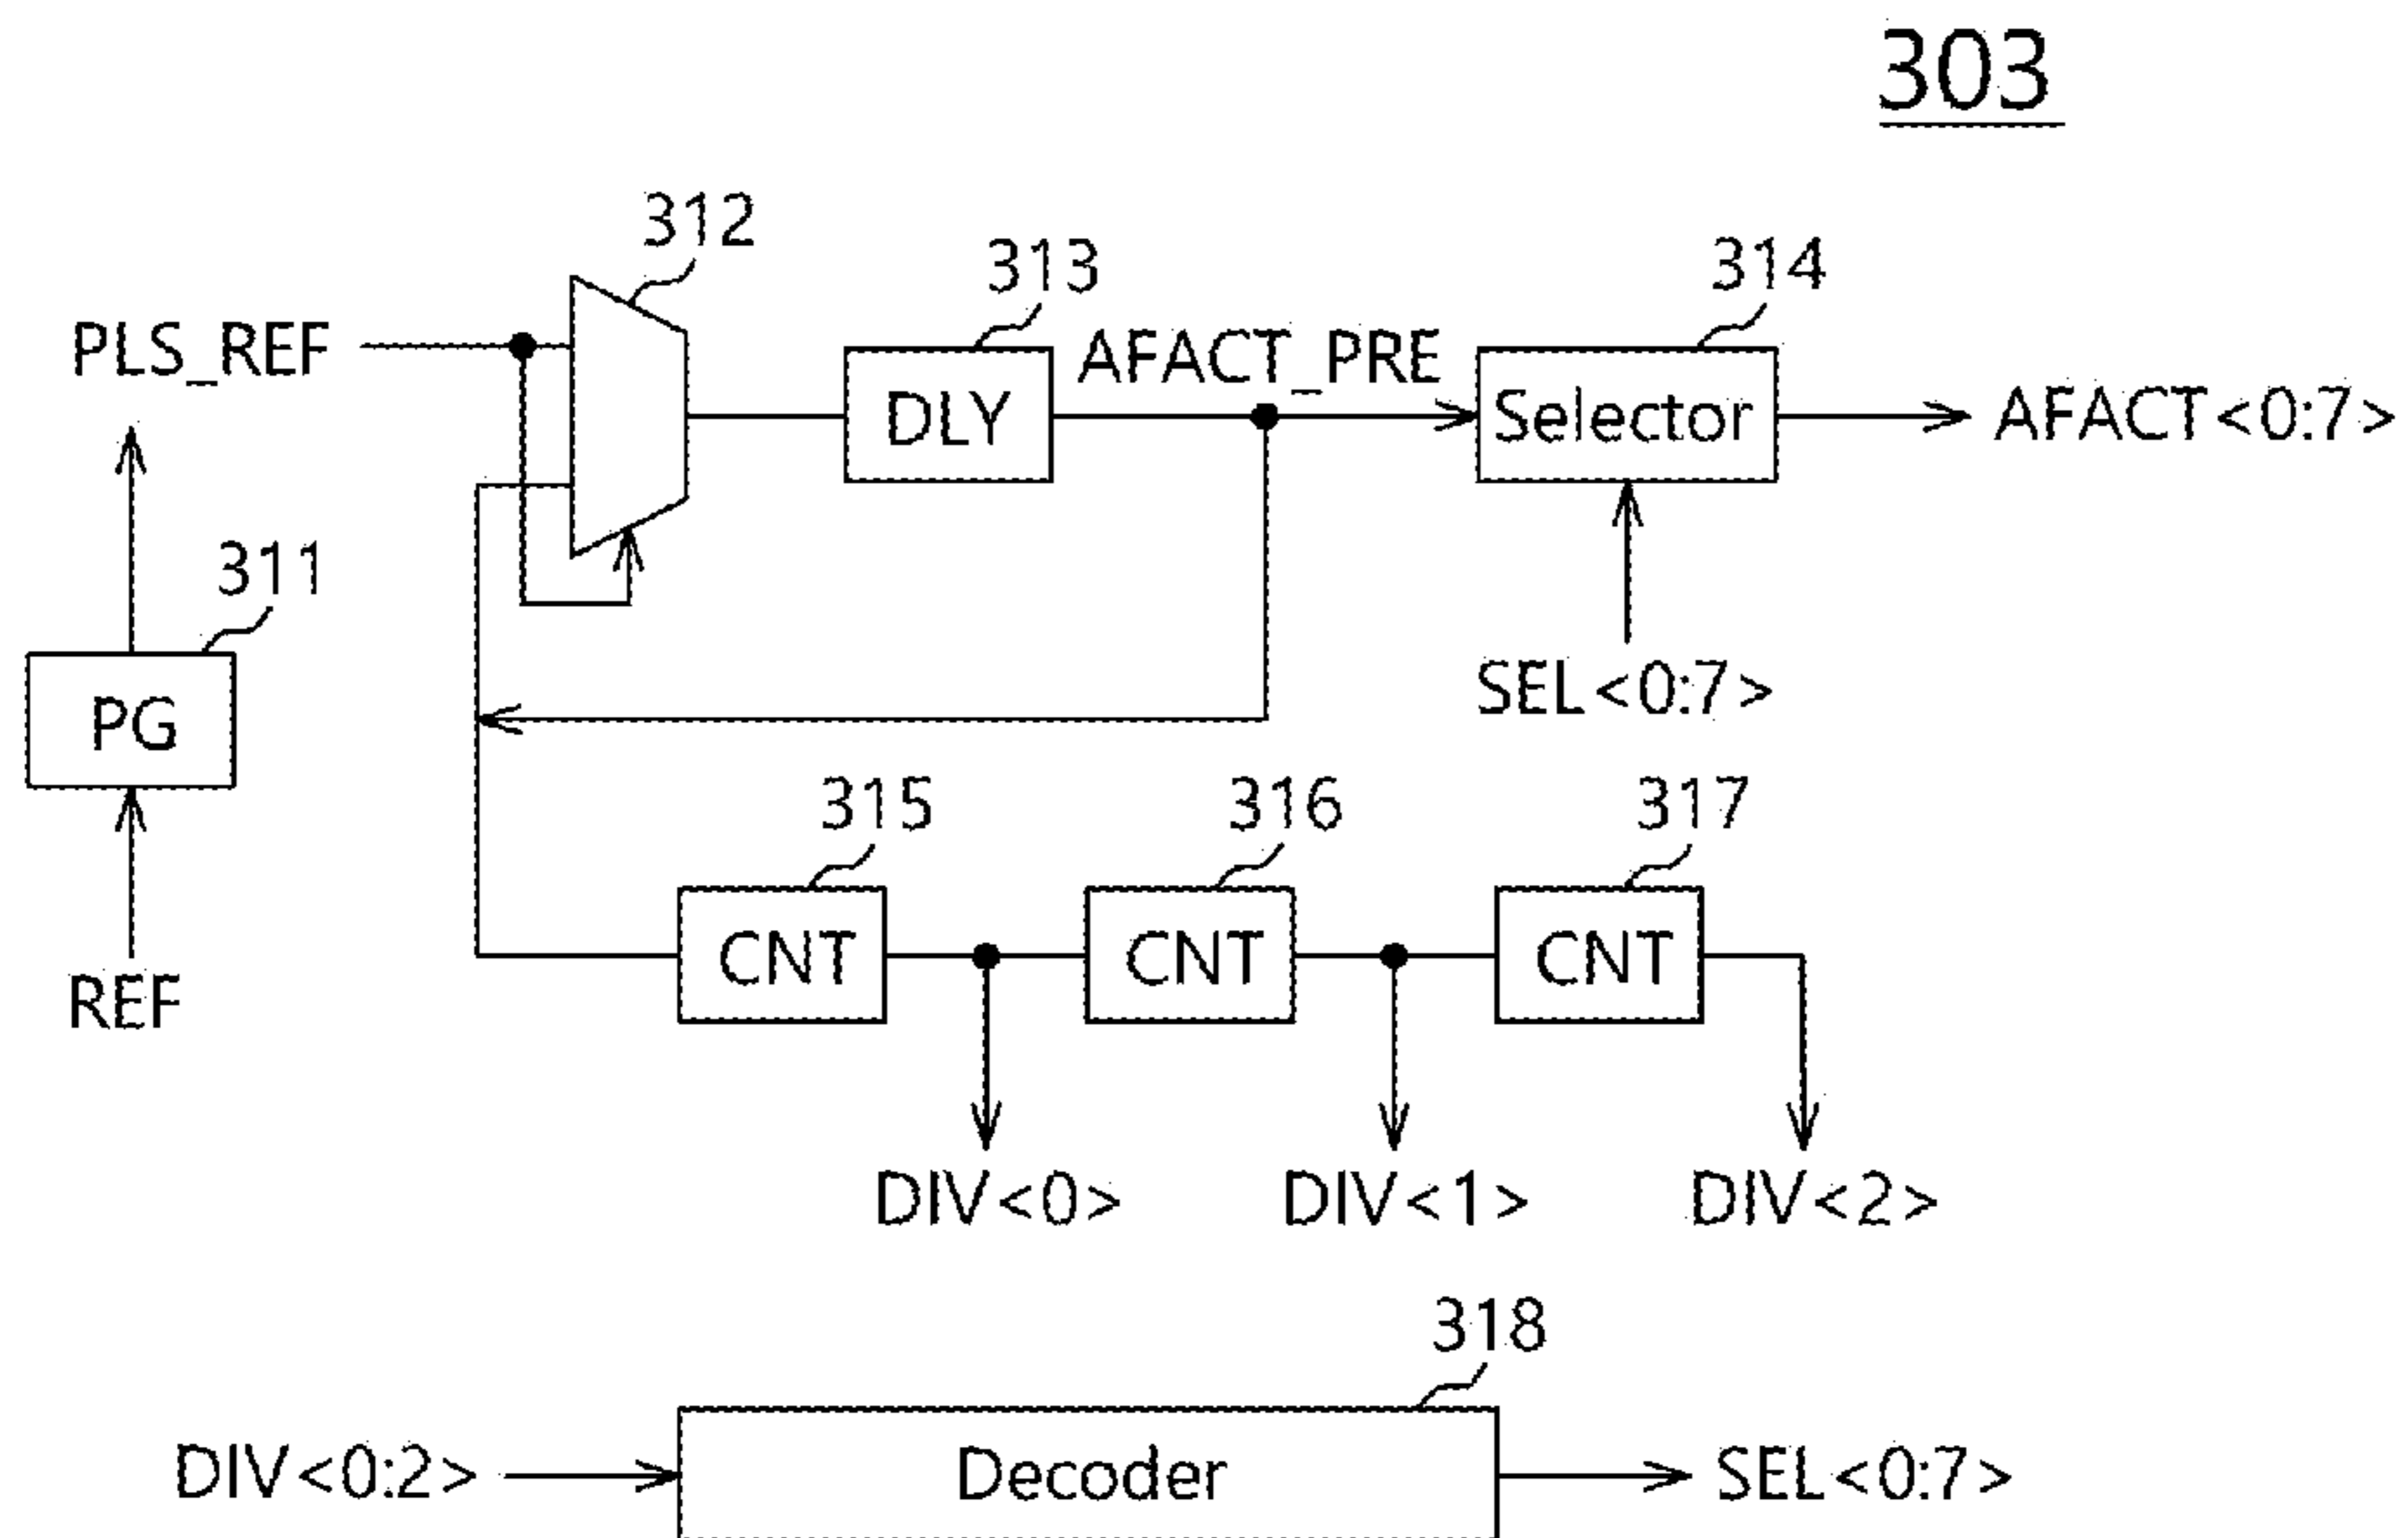 303
312
313
314
PLS_REF
AFACT_PRE
DLY
Selector
AFACT<0:7>
311
PG
SEL<0:7>
REF
315
316
317
CNT
CNT
CNT
DIV<0>
DIV<1>
DIV<2>
318
DIV<0:2>
Decoder
SEL<0:7>